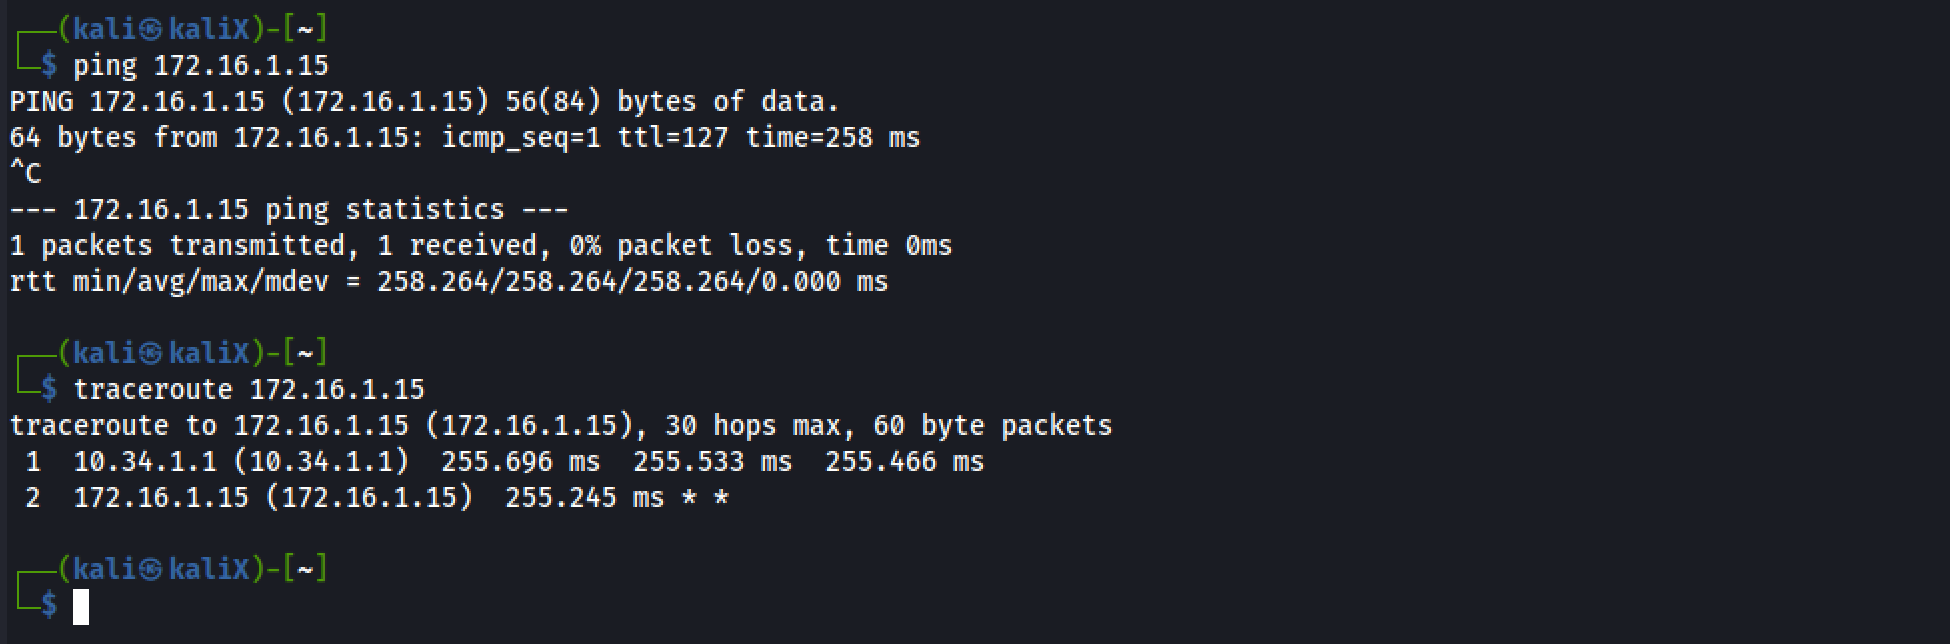 ┌──(kali㉿kaliX)-[~]
└─$ ping 172.16.1.15
PING 172.16.1.15 (172.16.1.15) 56(84) bytes of data.
64 bytes from 172.16.1.15: icmp_seq=1 ttl=127 time=258 ms
^C
--- 172.16.1.15 ping statistics ---
1 packets transmitted, 1 received, 0% packet loss, time 0ms
rtt min/avg/max/mdev = 258.264/258.264/258.264/0.000 ms
┌──(kali㉿kaliX)-[~]
└─$ traceroute 172.16.1.15
traceroute to 172.16.1.15 (172.16.1.15), 30 hops max, 60 byte packets
 1  10.34.1.1 (10.34.1.1)  255.696 ms  255.533 ms  255.466 ms
 2  172.16.1.15 (172.16.1.15)  255.245 ms * *
┌──(kali㉿kaliX)-[~]
└─$